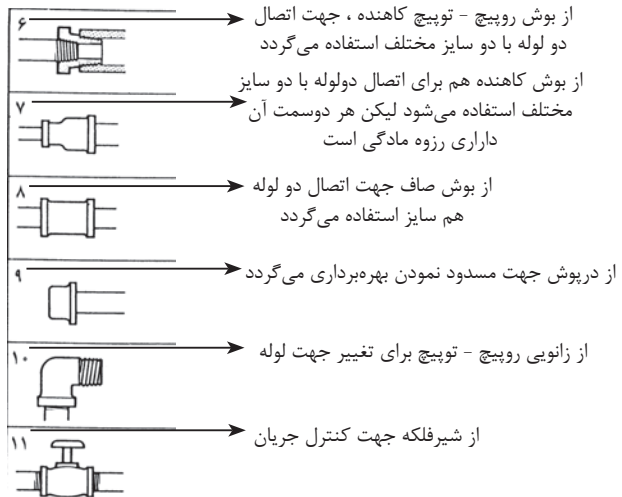 ۶
از بوش روپیچ - توپیچ کاهنده ، جهت اتصال
دو لوله با دو سایز مختلف استفاده می‌گردد
۷
از بوش کاهنده هم برای اتصال دولوله با دو سایز
مختلف استفاده می‌شود لیکن هر دوسمت آن
داراری رزوه مادگی است
۸
از بوش صاف جهت اتصال دو لوله
هم سایز استفاده می‌گردد
۹
از درپوش جهت مسدود نمودن بهره‌برداری می‌گردد
۱۰
از زانویی روپیچ - توپیچ برای تغییر جهت لوله
۱۱
از شیرفلکه جهت کنترل جریان